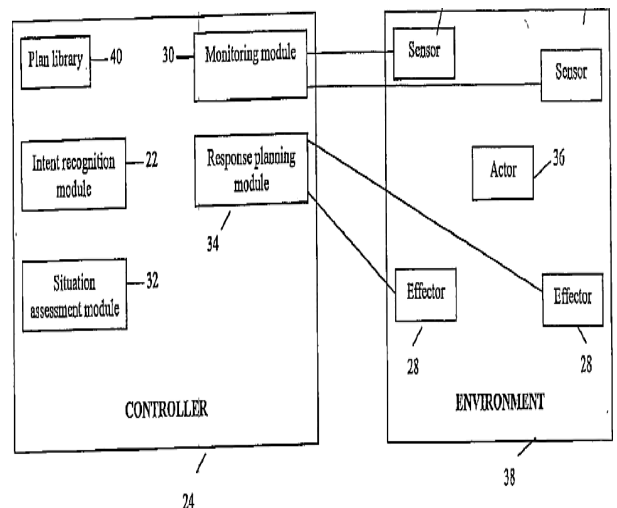 Plan library
40
30
Monitoring module
Sensor
Sensor
Intent recognition
module
22
Response planning
module
34
Actor
36
Situation
assessment module
32
Effector
28
Effector
28
CONTROLLER
ENVIRONMENT
24
38